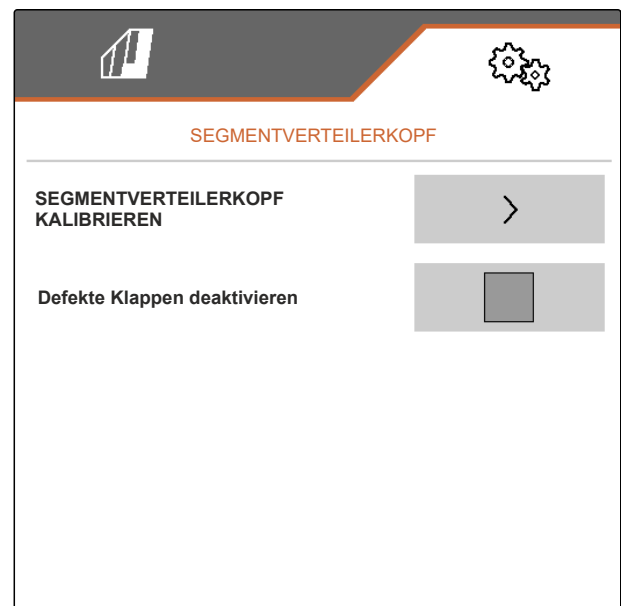 SEGMENTVERTEILERKOPF
SEGMENTVERTEILERKOPF
KALIBRIEREN
Defekte Klappen deaktivieren